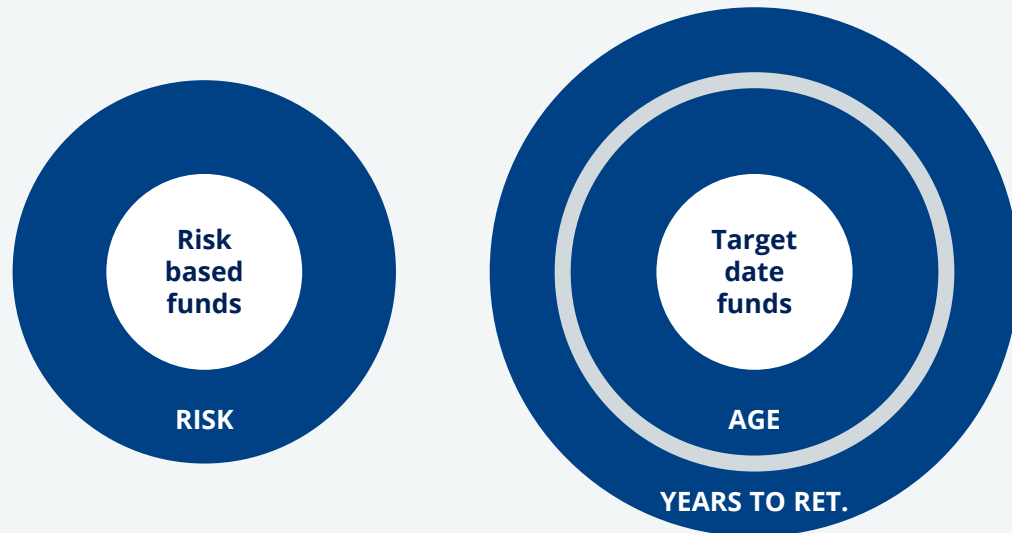 Risk
based
funds
RISK
Target
date
funds
AGE
YEARS TO RET.